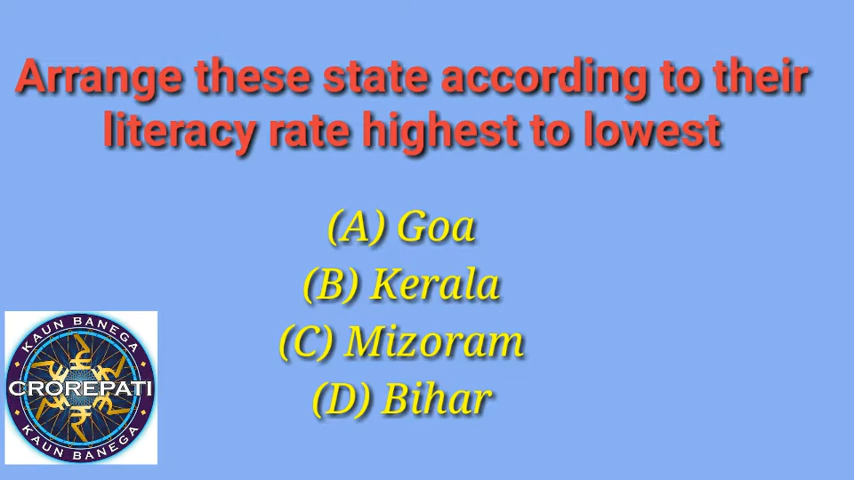 Arrange these state according to their
literacy rate highest to lowest
(A) Goa
(B) Kerala
(C) Mizoram
(D) Bihar
KAUN BANEGA
CROREPATI
KAUN BANEGA